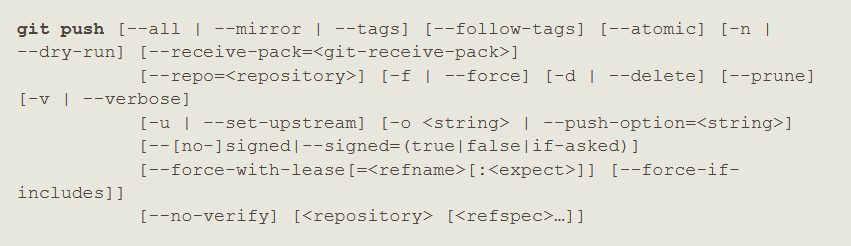 git push [--all | --mirror | --tags] [--follow-tags] [--atomic] [-n |
--dry-run] [--receive-pack=<git-receive-pack>]
[--repo=<repository>] [-f | --force] [-d | --delete] [--prune]
[-v | --verbose]
[-u | --set-upstream] [-o <string> | --push-option=<string>]
[--[no-]signed|--signed=(true|false|if-asked)]
[--force-with-lease[=<refname>[:<expect>]] [--force-if-
includes]]
[--no-verify] [<repository> [<refspec>…]]